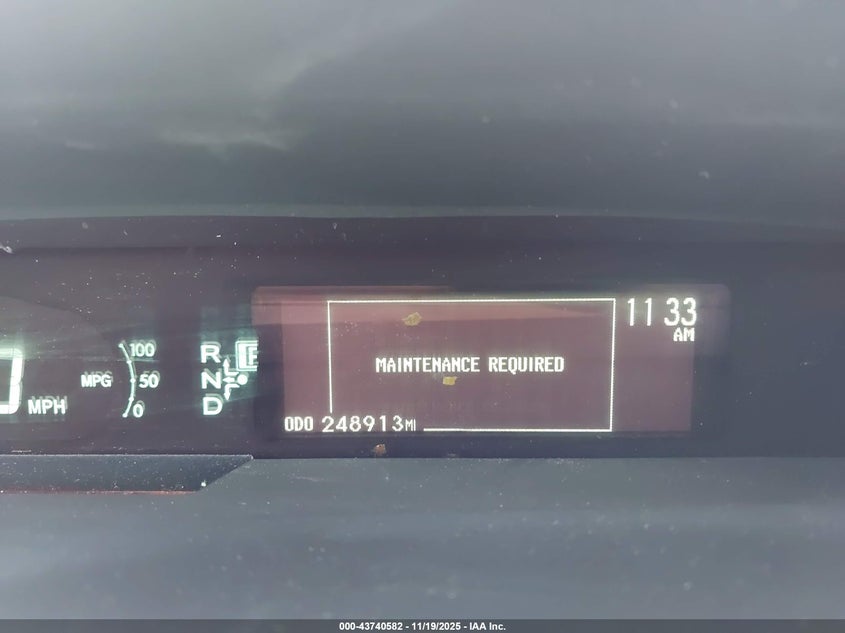 11 33
AM
MAINTENANCE REQUIRED
ODO 248913 MI
R
N
D
P
100
MPG 50
0
MPH
000-43740582 - 11/19/2025 - IAA Inc.